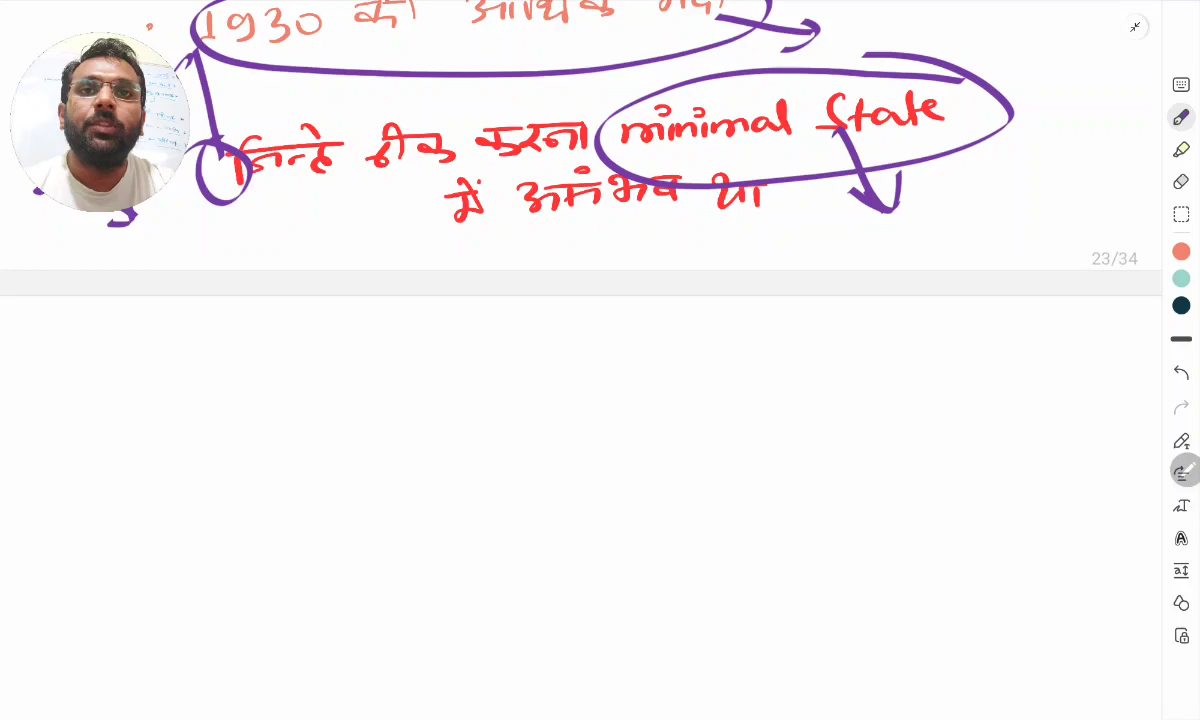 1930 की आर्थिक मंदी
जिन्हे ठीक करना minimal State
में असंभव था
23/34